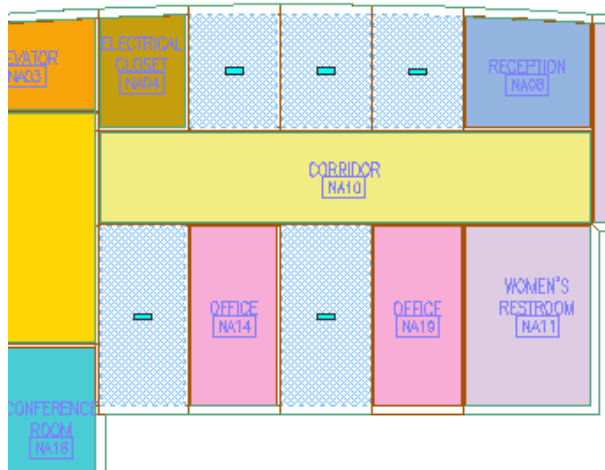 EVATOR
NA03
ELECTRICAL
CLOSET
NA04
RECEPTION
NA08
CORRIDOR
NA10
OFFICE
NA14
OFFICE
NA19
WOMEN'S
RESTROOM
NA11
CONFERENCE
ROOM
NA16